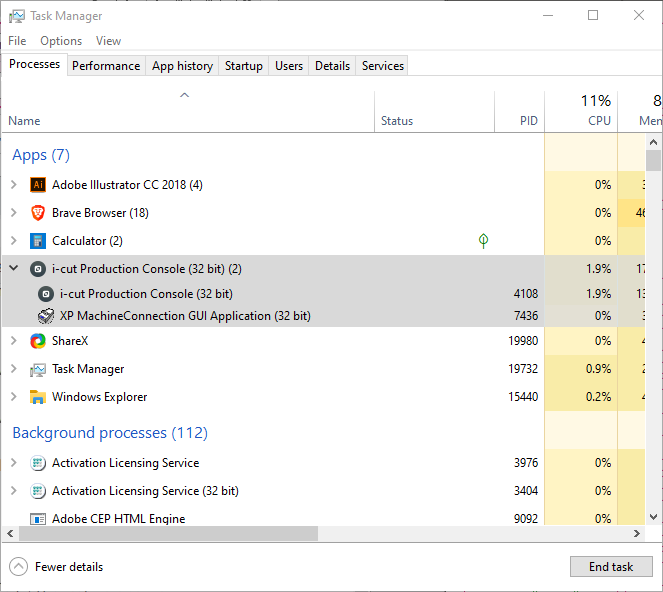 Task Manager
File Options View
Processes Performance App history Startup Users Details Services
11% 8
Name Status PID CPU Mem
Apps (7)
Adobe Illustrator CC 2018 (4) 0% 3
Brave Browser (18) 0% 46
Calculator (2) 0%
i-cut Production Console (32 bit) (2) 1.9% 17
i-cut Production Console (32 bit) 4108 1.9% 13
XP MachineConnection GUI Application (32 bit) 7436 0% 3
ShareX 19980 0% 4
Task Manager 19732 0.9% 2
Windows Explorer 15440 0.2% 4
Background processes (112)
Activation Licensing Service 3976 0%
Activation Licensing Service (32 bit) 3404 0%
Adobe CEP HTML Engine 9092 0%
Fewer details End task